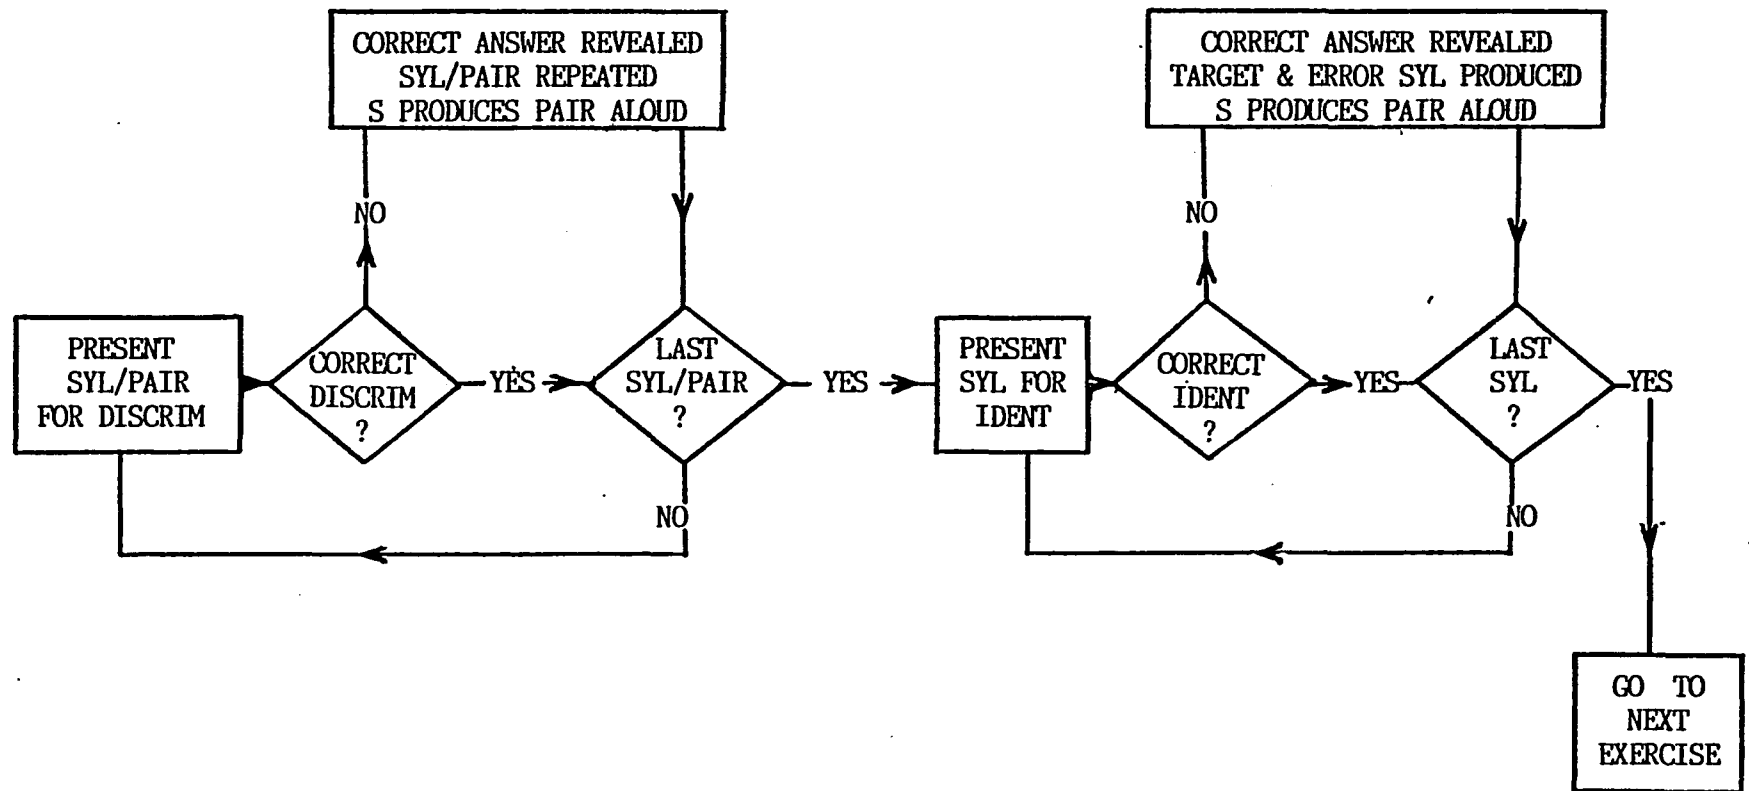 CORRECT ANSWER REVEALED
SYL/PAIR REPEATED
S PRODUCES PAIR ALOUD
NO
PRESENT
SYL/PAIR
FOR DISCRIM
CORRECT
DISCRIM
?
YES
LAST
SYL/PAIR
?
YES
NO
CORRECT ANSWER REVEALED
TARGET & ERROR SYL PRODUCED
S PRODUCES PAIR ALOUD
NO
PRESENT
SYL FOR
IDENT
CORRECT
IDENT
?
YES
LAST
SYL
?
YES
NO
GO TO
NEXT
EXERCISE